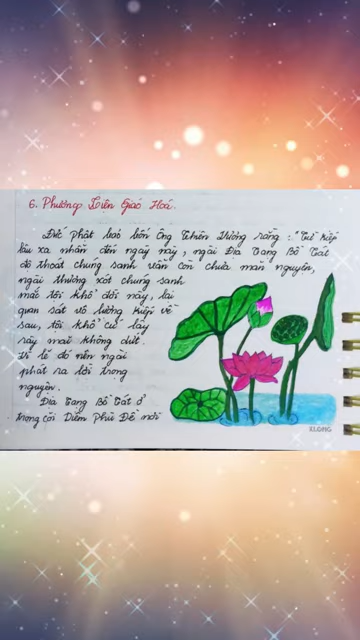 6. Phương Tiện Giáo Hoá.
Đức Phật bảo bốn ông Thiên Vương rằng: "Từ kiếp
lâu xa nhẫn đến ngày nay, ngài Địa Tạng Bồ Tát
độ thoát chúng sanh vẫn còn chưa mãn nguyện,
ngài thương xót chúng sanh
mắc tội khổ đời này, lại
quan sát vô lượng kiếp về
sau, tội khổ cứ lây
dây mãi không dứt.
Vì lẽ đó nên ngài
phát ra lời trọng
nguyện.
Địa Tạng Bồ Tát ở
trong cõi Diêm Phù Đề nơi
XUONG